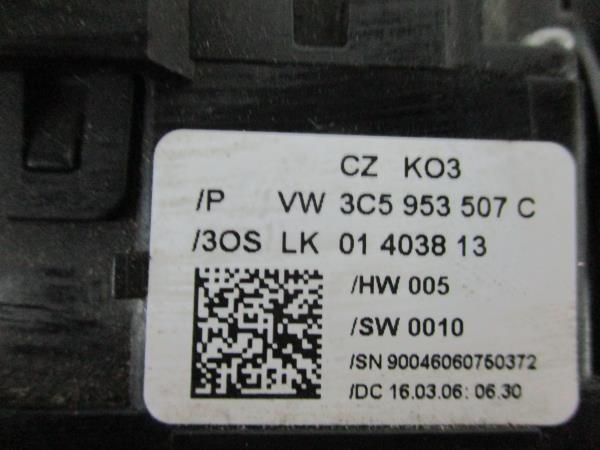 CZ KO3
/P VW 3C5 953 507 C
/3OS LK 01 4038 13
/HW 005
/SW 0010
/SN 90046060750372
/DC 16.03.06: 06.30